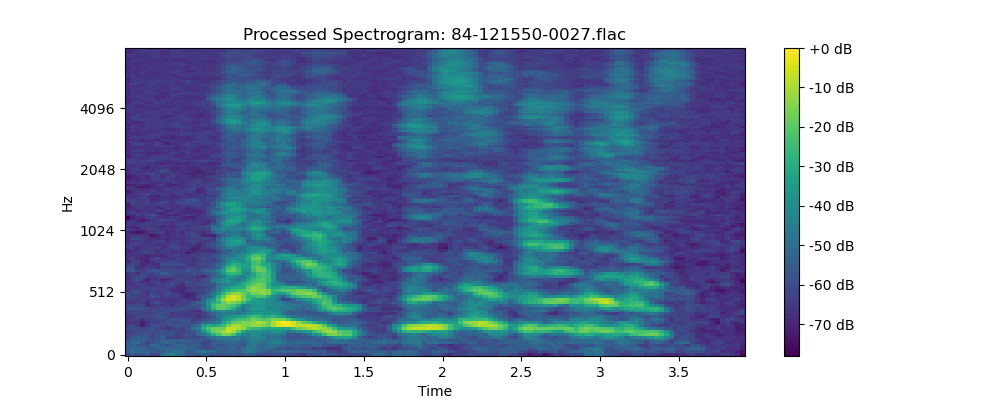 Processed Spectrogram: 84-121550-0027.flac
Hz
4096
2048
1024
512
0
0
0.5
1
1.5
2
2.5
3
3.5
Time
+0 dB
-10 dB
-20 dB
-30 dB
-40 dB
-50 dB
-60 dB
-70 dB